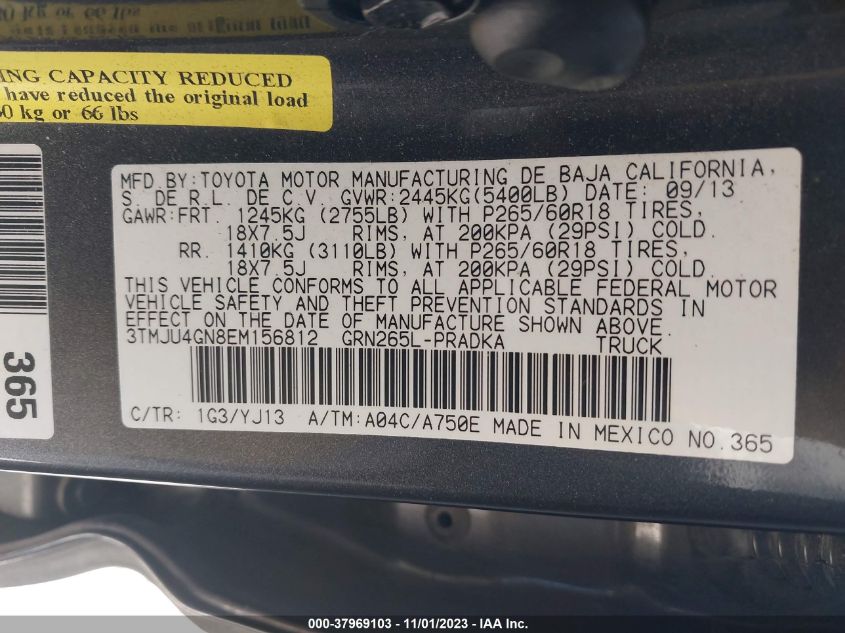 ING CAPACITY REDUCED
have reduced the original load
kg or 66 lbs
365
MFD.BY:TOYOTA MOTOR MANUFACTURING DE BAJA CALIFORNIA,
S. DE R.L. DE C.V. GVWR:2445KG(5400LB) DATE: 09/13
GAWR:FRT. 1245KG (2755LB) WITH P265/60R18 TIRES,
18X7.5J RIMS, AT 200KPA (29PSI) COLD.
RR. 1410KG (3110LB) WITH P265/60R18 TIRES,
18X7.5J RIMS, AT 200KPA (29PSI) COLD.
THIS VEHICLE CONFORMS TO ALL APPLICABLE FEDERAL MOTOR
VEHICLE SAFETY AND THEFT PREVENTION STANDARDS IN
EFFECT ON THE DATE OF MANUFACTURE SHOWN ABOVE.
3TMJU4GN8EM156812 GRN265L-PRADKA TRUCK
C/TR: 1G3/YJ13 A/TM:A04C/A750E MADE IN MEXICO NO.365
000-37969103 - 11/01/2023 - IAA Inc.